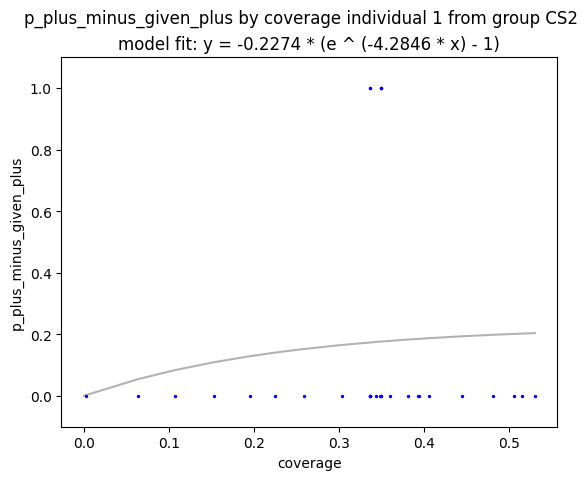 p_plus_minus_given_plus by coverage individual 1 from group CS2
model fit: y = -0.2274 * (e ^ (-4.2846 * x) - 1)
1.0
0.8
0.6
0.4
0.2
0.0
p_plus_minus_given_plus
0.0 0.1 0.2 0.3 0.4 0.5
coverage